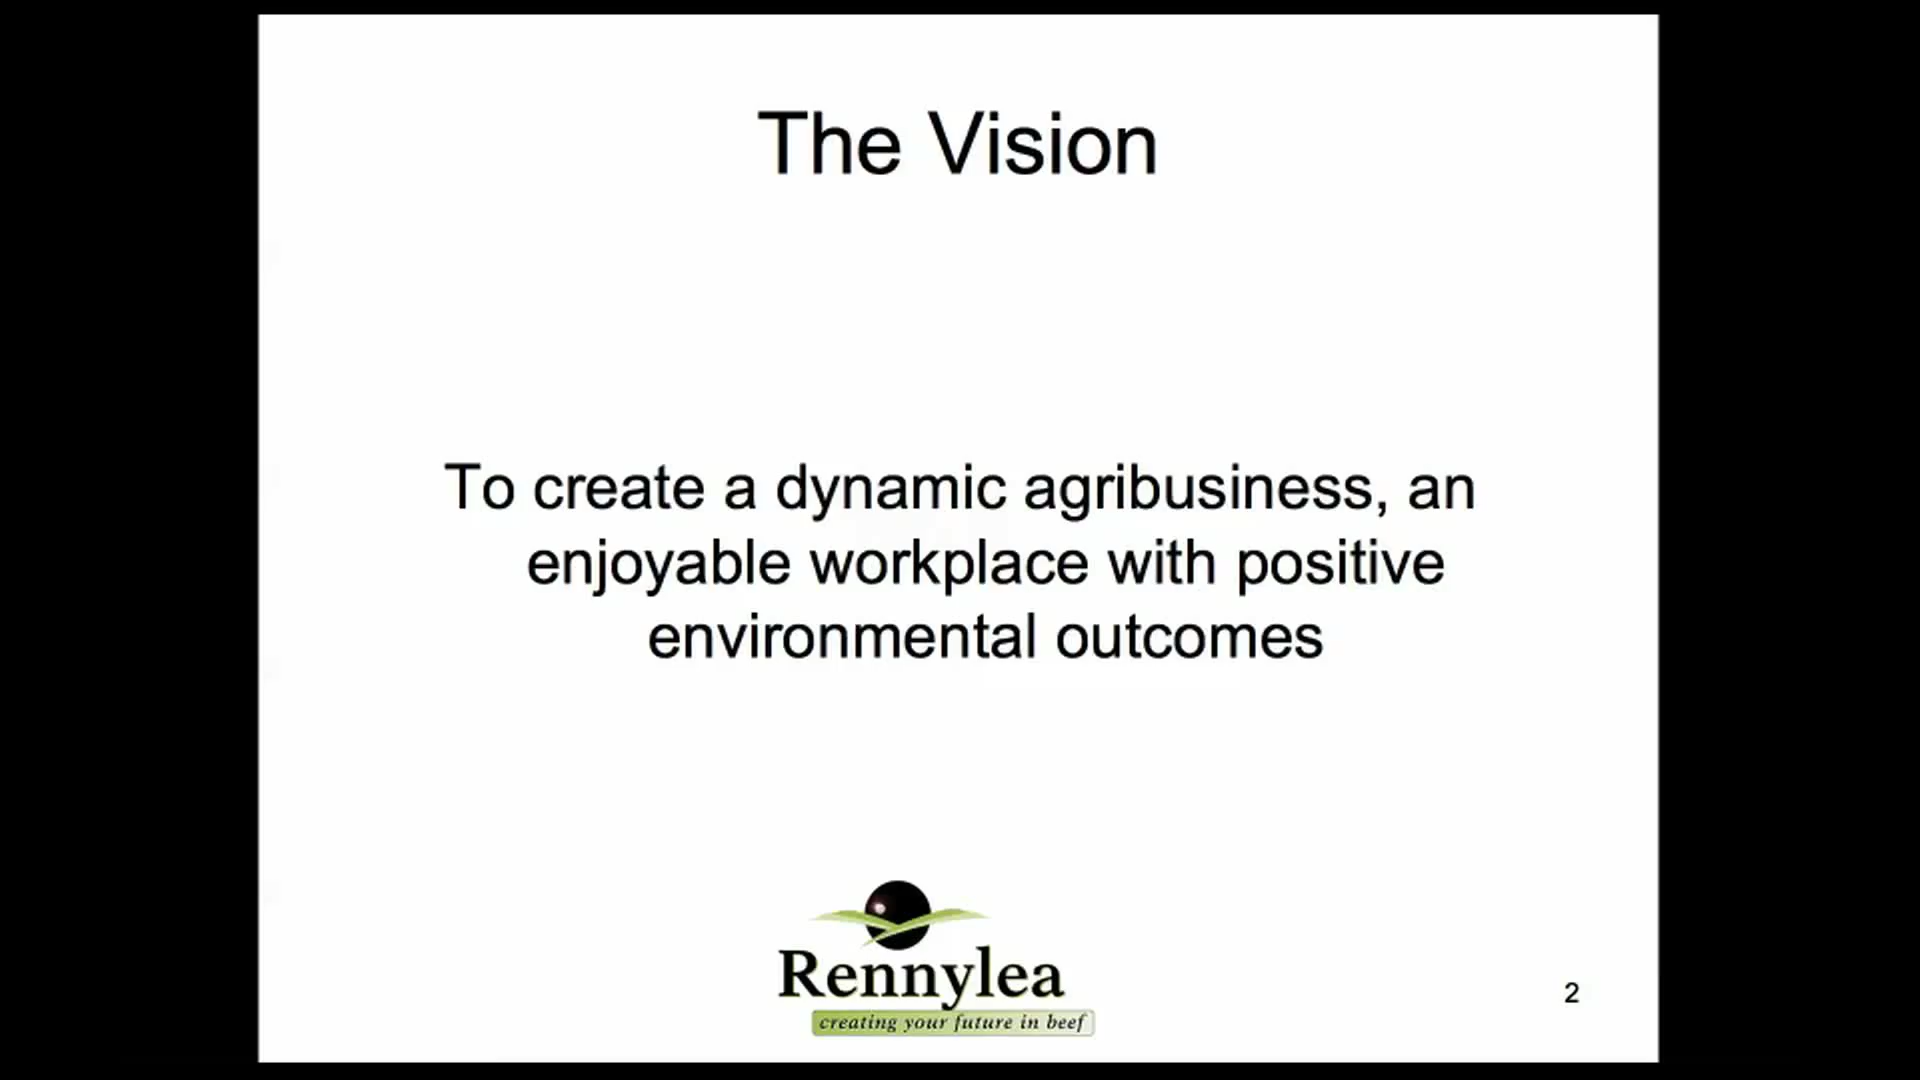 The Vision
To create a dynamic agribusiness, an
enjoyable workplace with positive
environmental outcomes
Rennylea
creating your future in beef
2